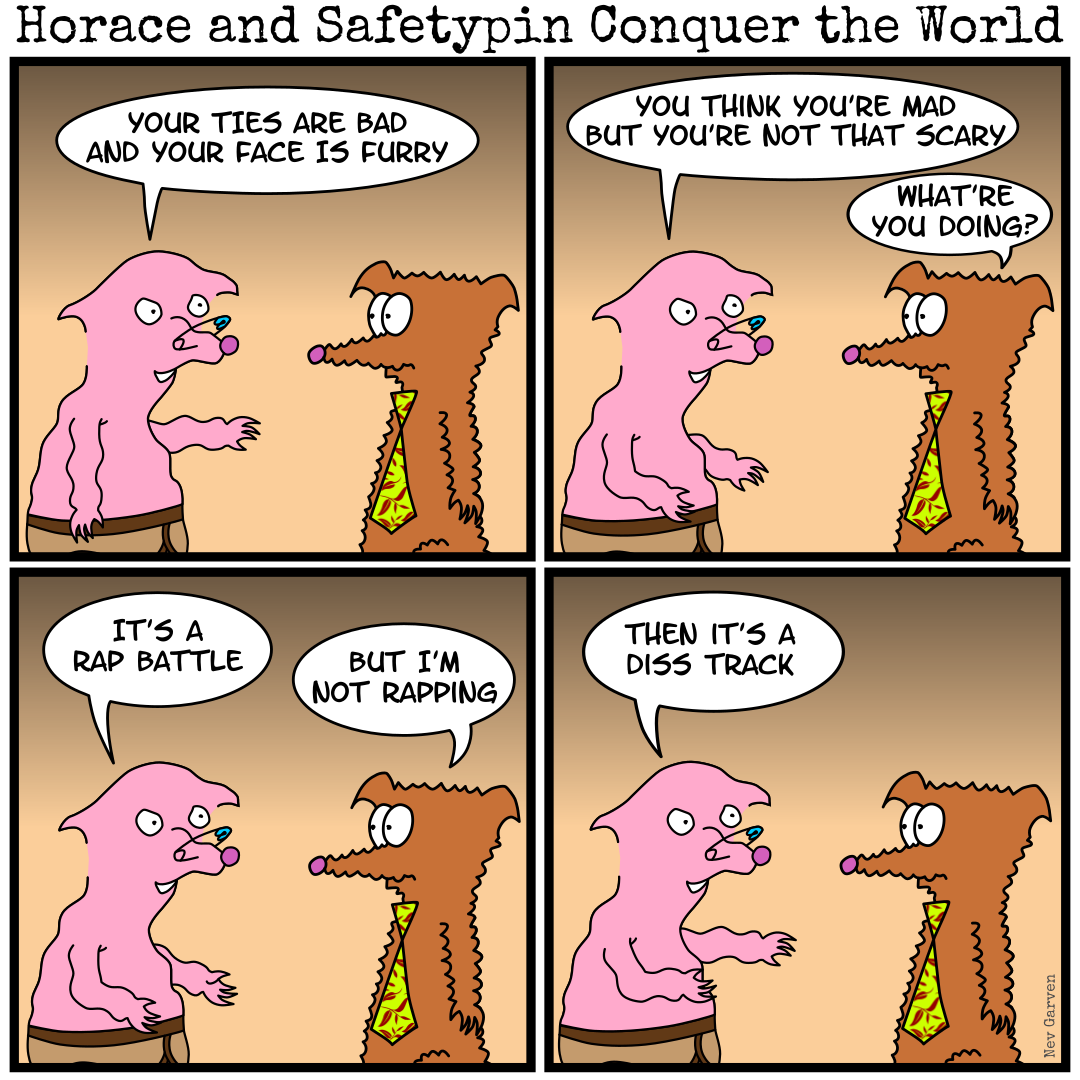 Horace and Safetypin Conquer the World
YOUR TIES ARE BAD
AND YOUR FACE IS FURRY
YOU THINK YOU'RE MAD
BUT YOU'RE NOT THAT SCARY
WHAT'RE
YOU DOING?
IT'S A
RAP BATTLE
BUT I'M
NOT RAPPING
THEN IT'S A
DISS TRACK
Nev Garven